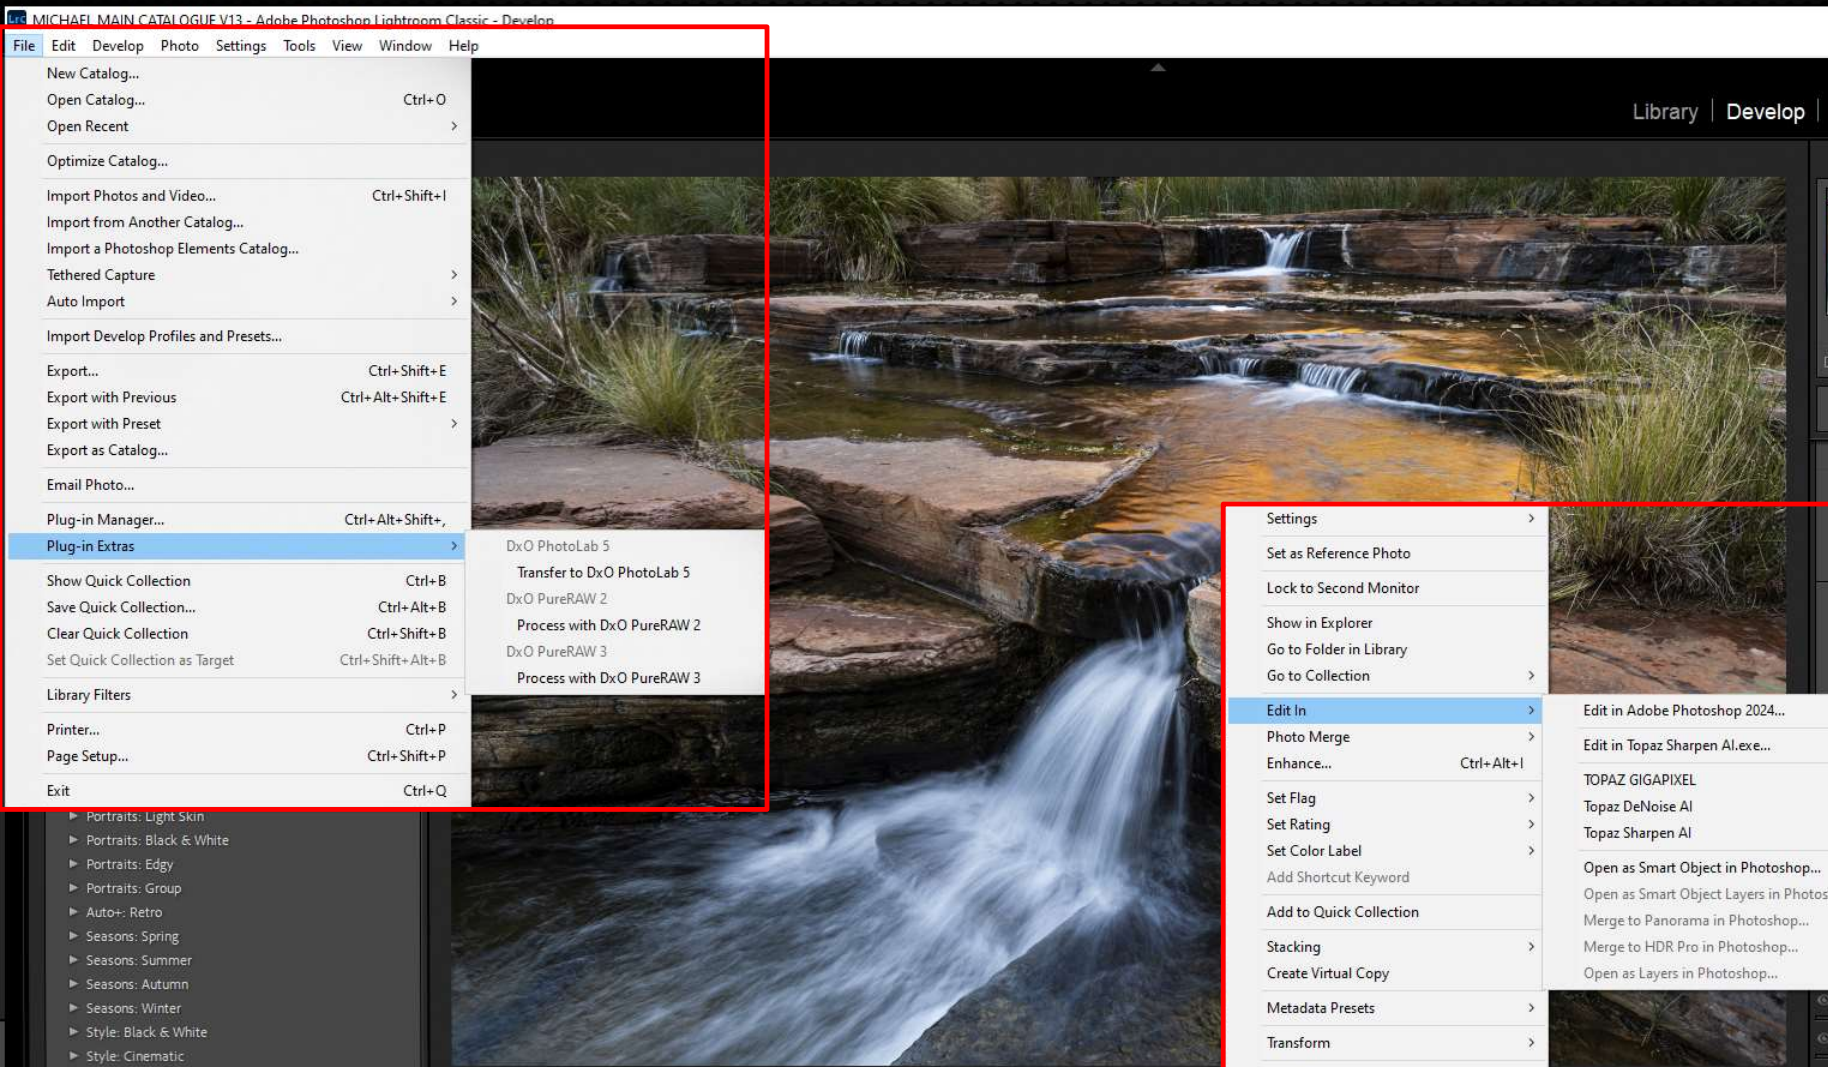 Lrc MICHAEL MAIN CATALOGUE V13 - Adobe Photoshop Lightroom Classic - Develop
File Edit Develop Photo Settings Tools View Window Help
New Catalog...
Open Catalog... Ctrl+O
Open Recent
Optimize Catalog...
Import Photos and Video... Ctrl+Shift+I
Import from Another Catalog...
Import a Photoshop Elements Catalog...
Tethered Capture
Auto Import
Import Develop Profiles and Presets...
Export... Ctrl+Shift+E
Export with Previous Ctrl+Alt+Shift+E
Export with Preset
Export as Catalog...
Email Photo...
Plug-in Manager... Ctrl+Alt+Shift+,
Plug-in Extras
Show Quick Collection Ctrl+B
Save Quick Collection... Ctrl+Alt+B
Clear Quick Collection Ctrl+Shift+B
Set Quick Collection as Target Ctrl+Shift+Alt+B
Library Filters
Printer... Ctrl+P
Page Setup... Ctrl+Shift+P
Exit Ctrl+Q
DxO PhotoLab 5
Transfer to DxO PhotoLab 5
DxO PureRAW 2
Process with DxO PureRAW 2
DxO PureRAW 3
Process with DxO PureRAW 3
Portraits: Light Skin
Portraits: Black & White
Portraits: Edgy
Portraits: Group
Auto+: Retro
Seasons: Spring
Seasons: Summer
Seasons: Autumn
Seasons: Winter
Style: Black & White
Style: Cinematic
Library | Develop |
Settings
Set as Reference Photo
Lock to Second Monitor
Show in Explorer
Go to Folder in Library
Go to Collection
Edit In
Photo Merge
Enhance... Ctrl+Alt+I
Set Flag
Set Rating
Set Color Label
Add Shortcut Keyword
Add to Quick Collection
Stacking
Create Virtual Copy
Metadata Presets
Transform
Edit in Adobe Photoshop 2024...
Edit in Topaz Sharpen AI.exe...
TOPAZ GIGAPIXEL
Topaz DeNoise AI
Topaz Sharpen AI
Open as Smart Object in Photoshop...
Open as Smart Object Layers in Photos
Merge to Panorama in Photoshop...
Merge to HDR Pro in Photoshop...
Open as Layers in Photoshop...